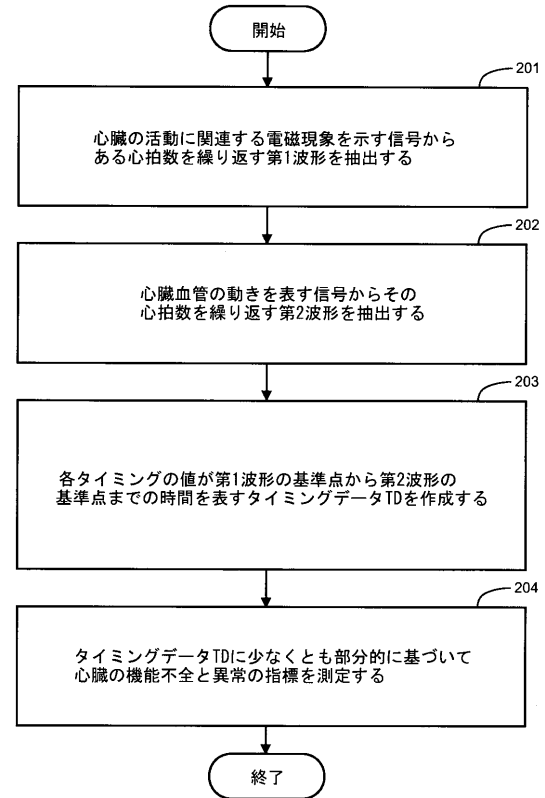 開始
201
心臓の活動に関連する電磁現象を示す信号から
ある心拍数を繰り返す第1波形を抽出する
202
心臓血管の動きを表す信号からその
心拍数を繰り返す第2波形を抽出する
203
各タイミングの値が第1波形の基準点から第2波形の
基準点までの時間を表すタイミングデータTDを作成する
204
タイミングデータTDに少なくとも部分的に基づいて
心臓の機能不全と異常の指標を測定する
終了